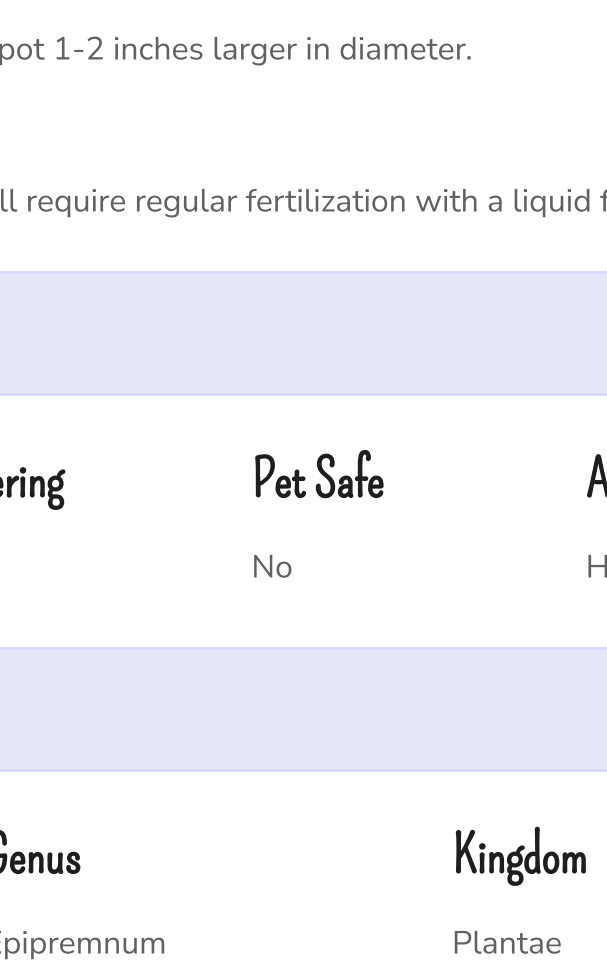 pot 1-2 inches larger in diameter.
ll require regular fertilization with a liquid f
ering Pet Safe A
No H
Genus Kingdom
Epipremnum Plantae